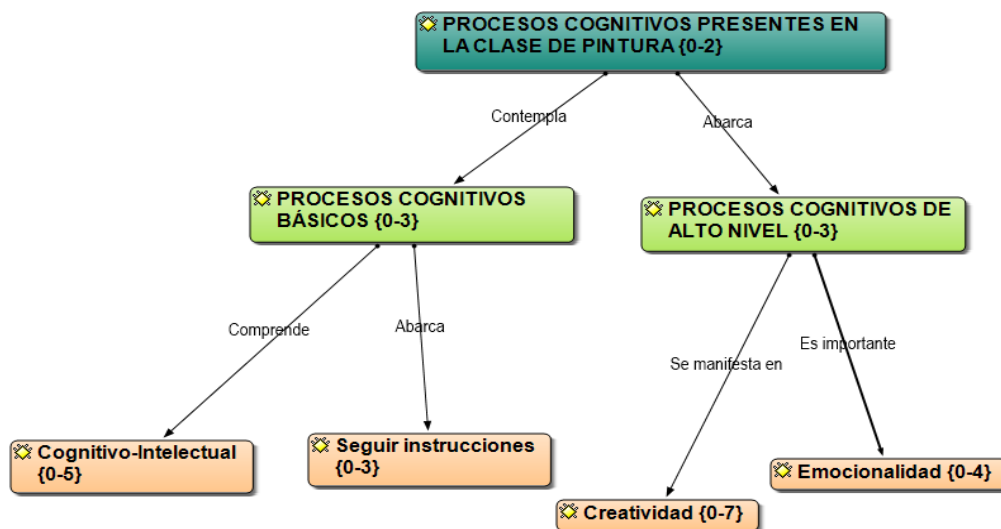 PROCESOS COGNITIVOS PRESENTES EN
LA CLASE DE PINTURA {0-2}
Contempla
Abarca
PROCESOS COGNITIVOS
BÁSICOS {0-3}
PROCESOS COGNITIVOS DE
ALTO NIVEL {0-3}
Comprende
Abarca
Se manifesta en
Es importante
Cognitivo-Intelectual
{0-5}
Seguir instrucciones
{0-3}
Creatividad {0-7}
Emocionalidad {0-4}